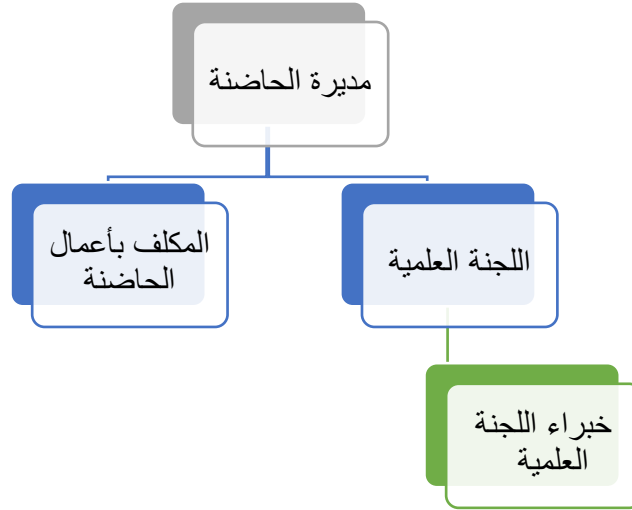 مديرة الحاضنة
اللجنة العلمية
المكلف بأعمال
الحاضنة
خبراء اللجنة
العلمية